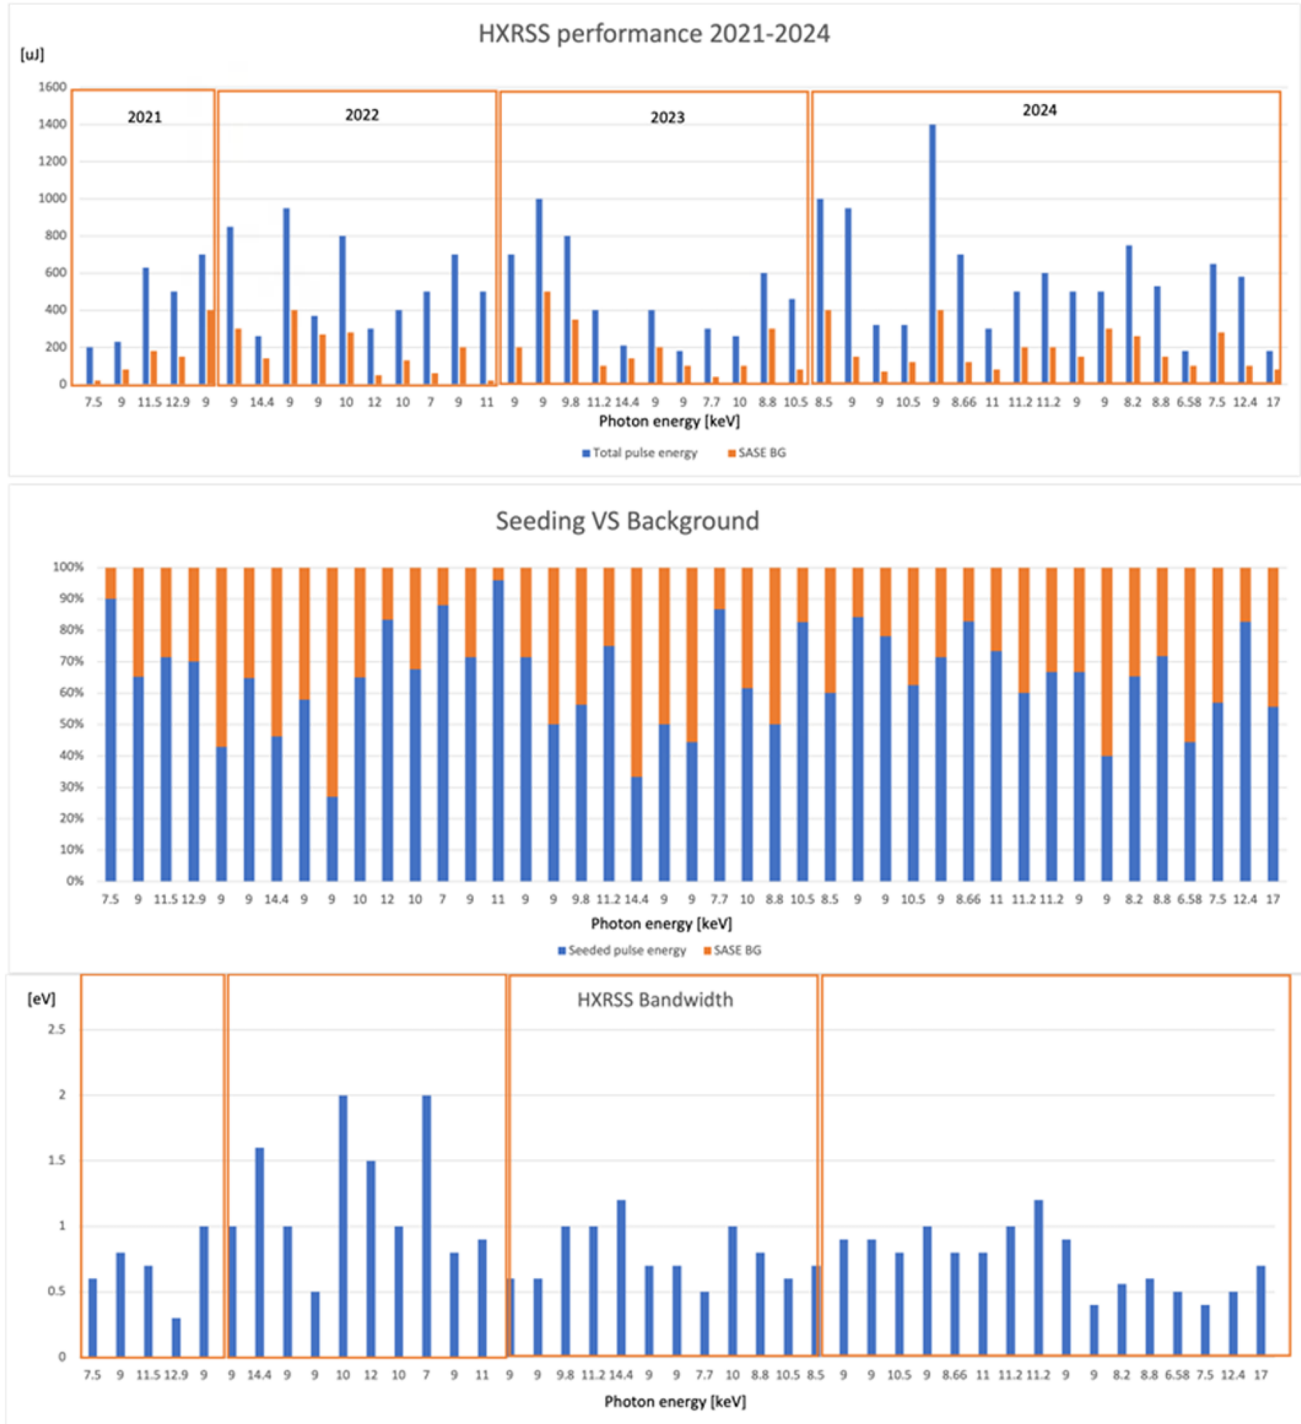 HXRSS performance 2021-2024
[uJ]
1600
1400
1200
1000
800
600
400
200
0
2021
2022
2023
2024
7.5 9 11.5 12.9 9 9 14.4 9 9 10 12 10 7 9 11 9 9 9.8 11.2 14.4 9 9 7.7 10 8.8 10.5 8.5 9 9 10.5 9 8.66 11 11.2 11.2 9 9 8.2 8.8 6.58 7.5 12.4 17
Photon energy [keV]
Total pulse energy SASE BG
Seeding VS Background
100%
90%
80%
70%
60%
50%
40%
30%
20%
10%
0%
7.5 9 11.5 12.9 9 9 14.4 9 9 10 12 10 7 9 11 9 9 9.8 11.2 14.4 9 9 7.7 10 8.8 10.5 8.5 9 9 10.5 9 8.66 11 11.2 11.2 9 9 8.2 8.8 6.58 7.5 12.4 17
Photon energy [keV]
Seeded pulse energy SASE BG
[eV]
HXRSS Bandwidth
2.5
2
1.5
1
0.5
0
7.5 9 11.5 12.9 9 9 14.4 9 9 10 12 10 7 9 11 9 9 9.8 11.2 14.4 9 9 7.7 10 8.8 10.5 8.5 9 9 10.5 9 8.66 11 11.2 11.2 9 9 8.2 8.8 6.58 7.5 12.4 17
Photon energy [keV]